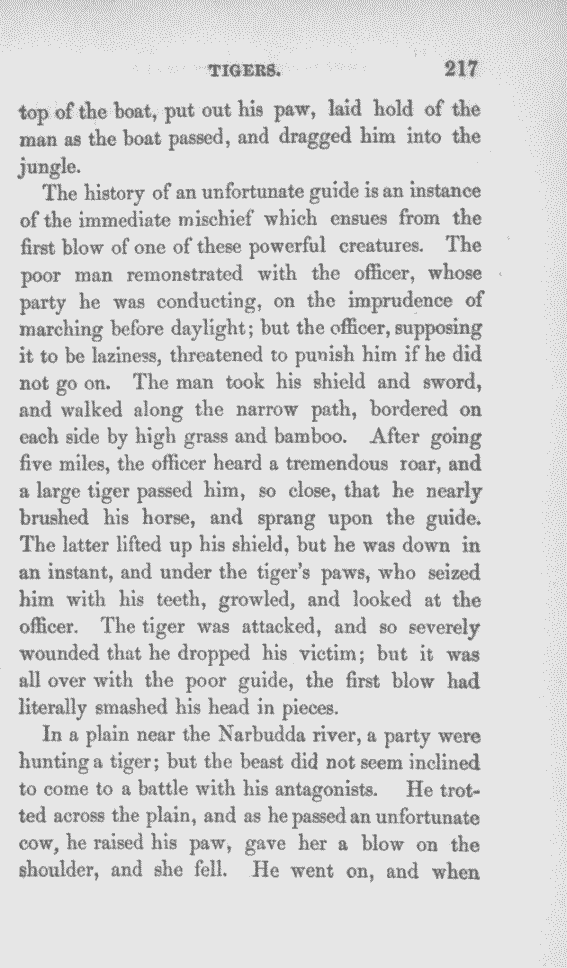 TIGERS. 217
top of the boat, put out his paw, laid hold of the
man as the boat passed, and dragged him into the
jungle.
The history of an unfortunate guide is an instance
of the immediate mischief which ensues from the
first blow of one of these powerful creatures. The
poor man remonstrated with the officer, whose
party he was conducting, on the imprudence of
marching before daylight; but the officer, supposing
it to be laziness, threatened to punish him if he did
not go on. The man took his shield and sword,
and walked along the narrow path, bordered on
each side by high grass and bamboo. After going
five miles, the officer heard a tremendous roar, and
a large tiger passed him, so close, that he nearly
brushed his horse, and sprang upon the guide.
The latter lifted up his shield, but he was down in
an instant, and under the tiger's paws, who seized
him with his teeth, growled, and looked at the
officer. The tiger was attacked, and so severely
wounded that he dropped his victim; but it was
all over with the poor guide, the first blow had
literally smashed his head in pieces.
In a plain near the Narbudda river, a party were
hunting a tiger; but the beast did not seem inclined
to come to a battle with his antagonists. He trot-
ted across the plain, and as he passed an unfortunate
cow, he raised his paw, gave her a blow on the
shoulder, and she fell. He went on, and when